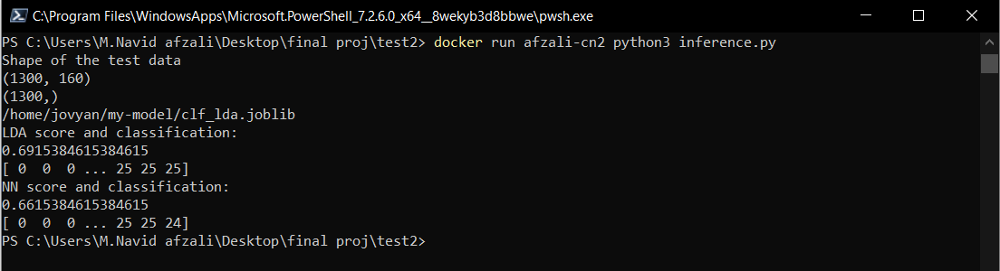 C:\Program Files\WindowsApps\Microsoft.PowerShell_7.2.6.0_x64__8wekyb3d8bbwe\pwsh.exe
PS C:\Users\M.Navid afzali\Desktop\final proj\test2> docker run afzali-cn2 python3 inference.py
Shape of the test data
(1300, 160)
(1300,)
/home/jovyan/my-model/clf_lda.joblib
LDA score and classification:
0.6915384615384615
[ 0  0  0 ... 25 25 25]
NN score and classification:
0.6615384615384615
[ 0  0  0 ... 25 25 24]
PS C:\Users\M.Navid afzali\Desktop\final proj\test2>